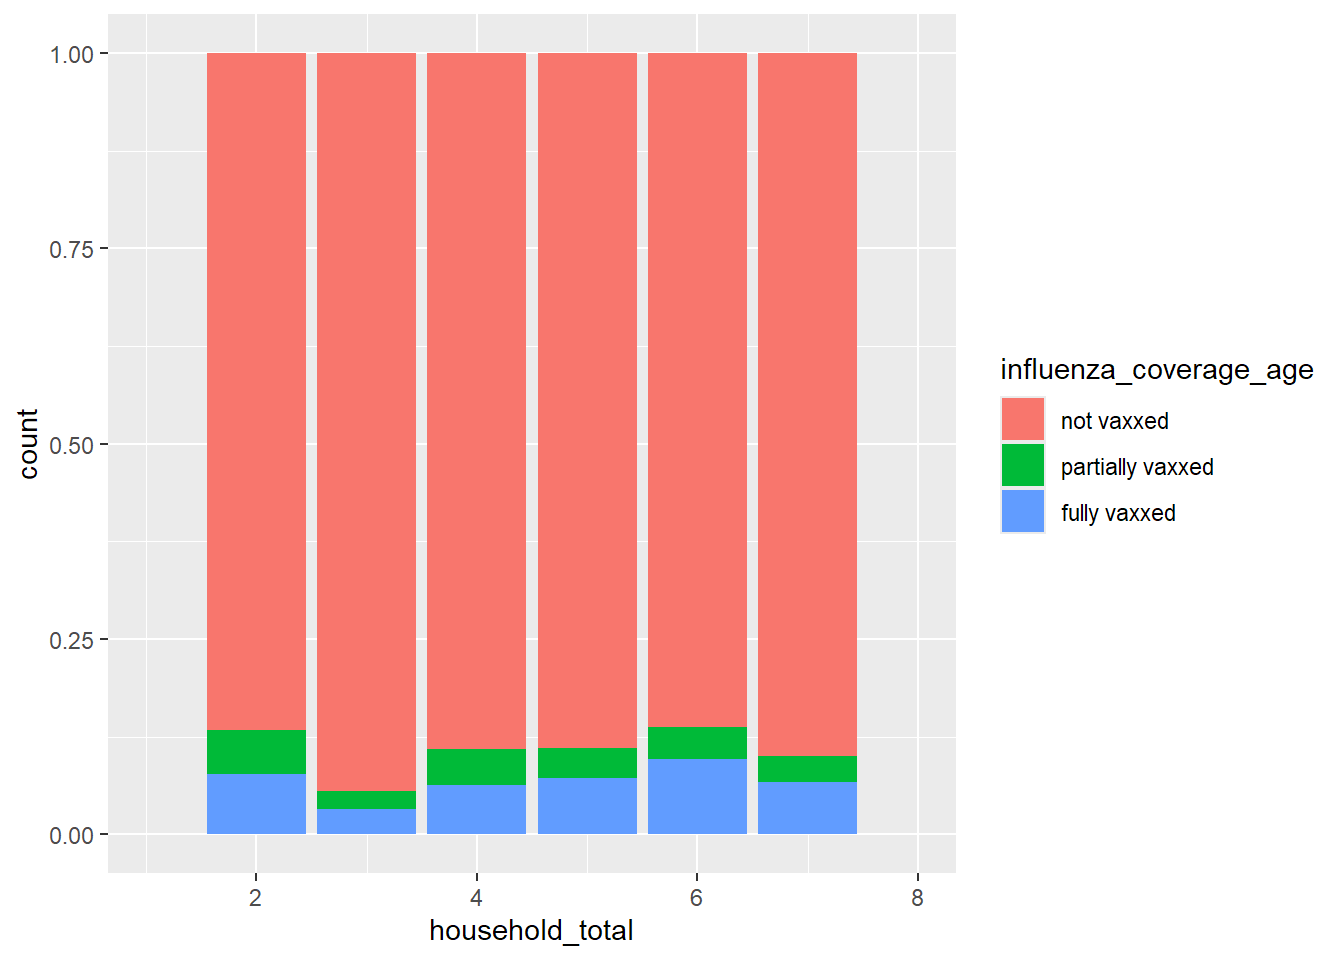 1.00
0.75
0.50
0.25
0.00
count
2
4
6
8
household_total
influenza_coverage_age
not vaxxed
partially vaxxed
fully vaxxed